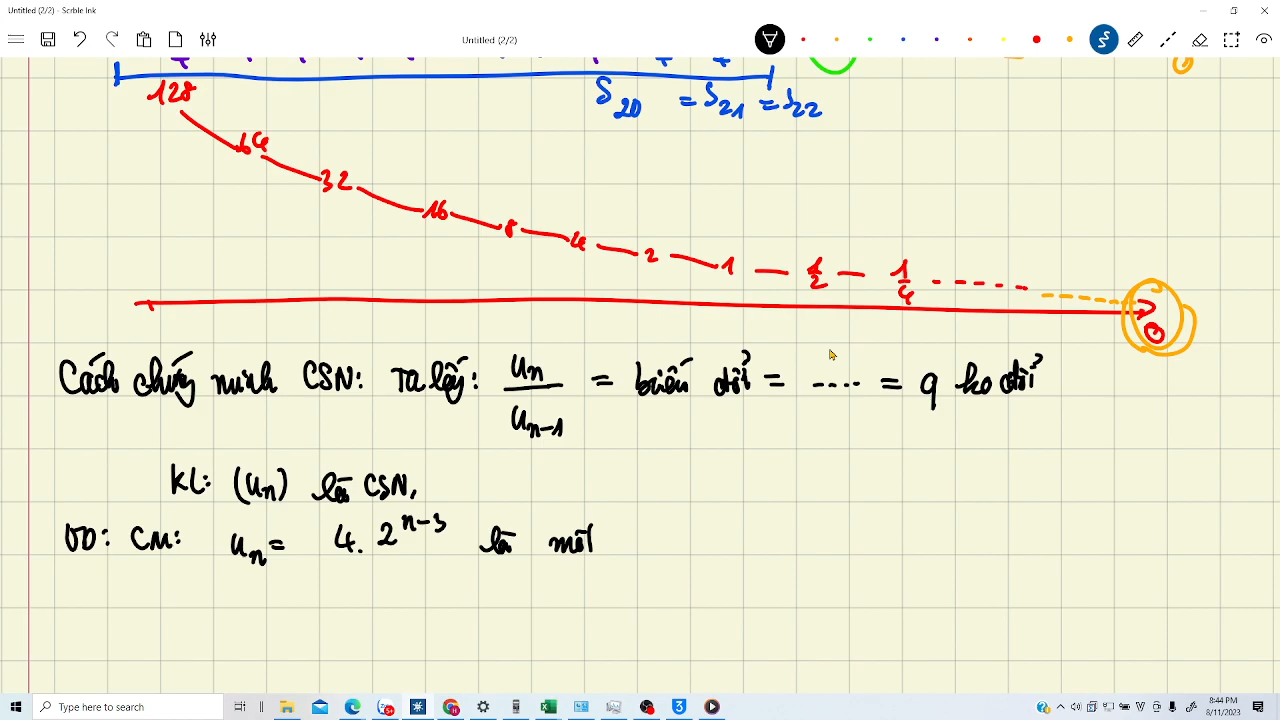 Untitled (2/2) - Scrble Ink
Untitled (2/2)
128
S20 = S21 = S22
64
32
16
8
4
2
1
1/2
1/4
0
Cách chứng minh CSN: Ta lấy: un/un-1 = biến đổi = .... = q ko đổi
KL: (un) là CSN.
VD: CM: un = 4. 2^n-3 là một
Type here to search
8:44 PM
8/11/2023